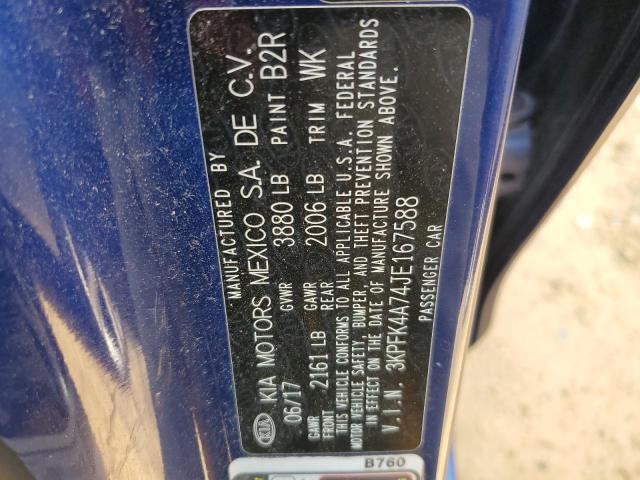 MANUFACTURED BY
KIA KIA MOTORS MEXICO S.A. DE C.V.
06/17 GVWR 3880 LB PAINT B2R
GAWR FRONT 2161 LB GAWR REAR 2006 LB TRIM WK
THIS VEHICLE CONFORMS TO ALL APPLICABLE U.S.A. FEDERAL
MOTOR VEHICLE SAFETY, BUMPER, AND THEFT PREVENTION STANDARDS
IN EFFECT ON THE DATE OF MANUFACTURE SHOWN ABOVE.
V.I.N. 3KPFK4A74JE167588
PASSENGER CAR
B760